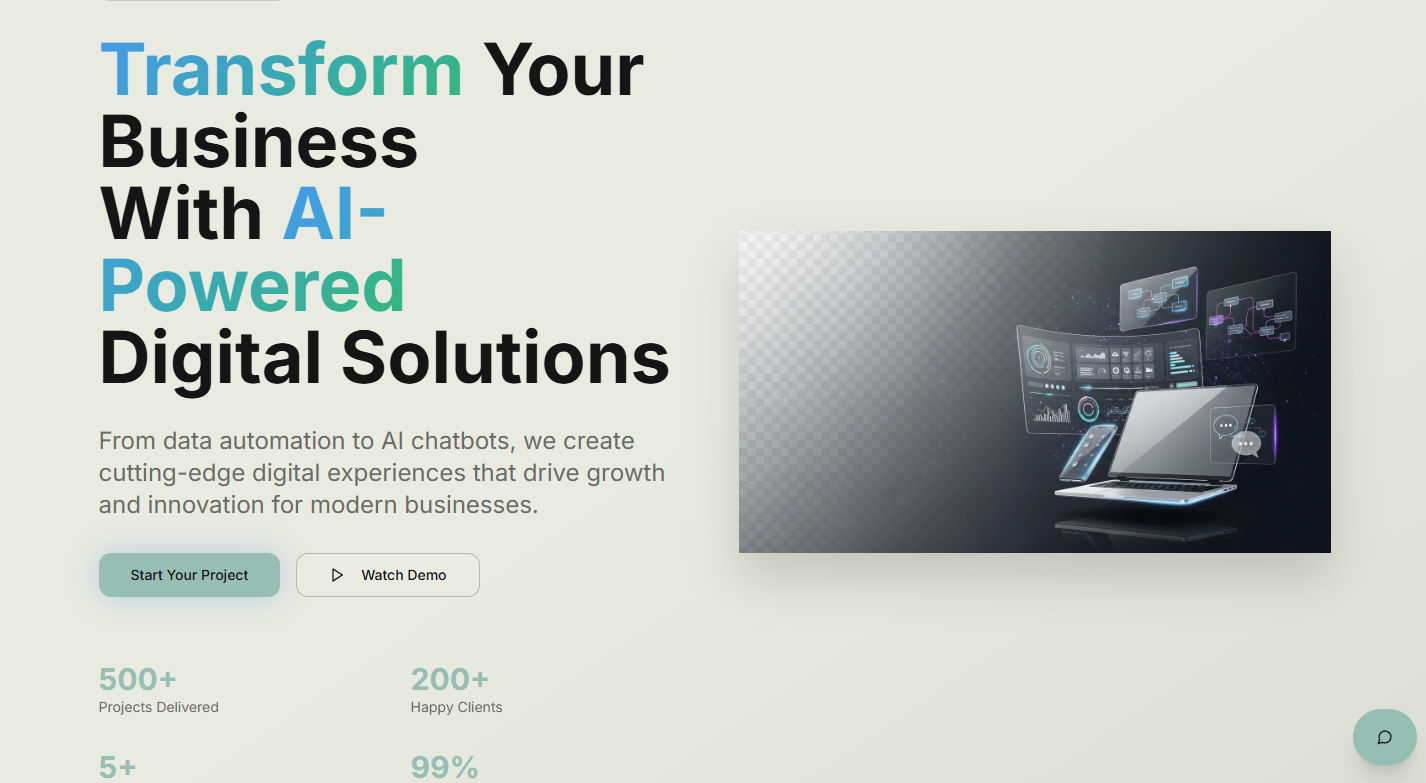 Transform Your
Business
With AI-
Powered
Digital Solutions
From data automation to AI chatbots, we create
cutting-edge digital experiences that drive growth
and innovation for modern businesses.
Start Your Project
Watch Demo
500+
Projects Delivered
200+
Happy Clients
5+
99%